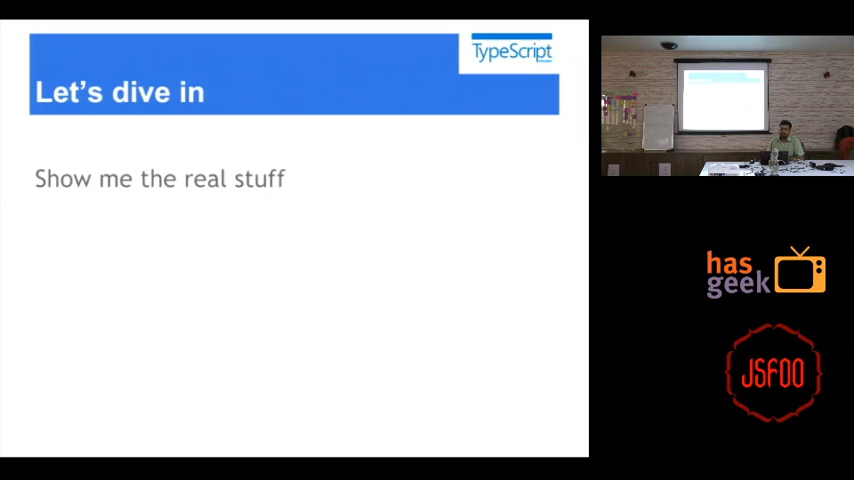 TypeScript
Let's dive in
Show me the real stuff
has
geek
JSFOO